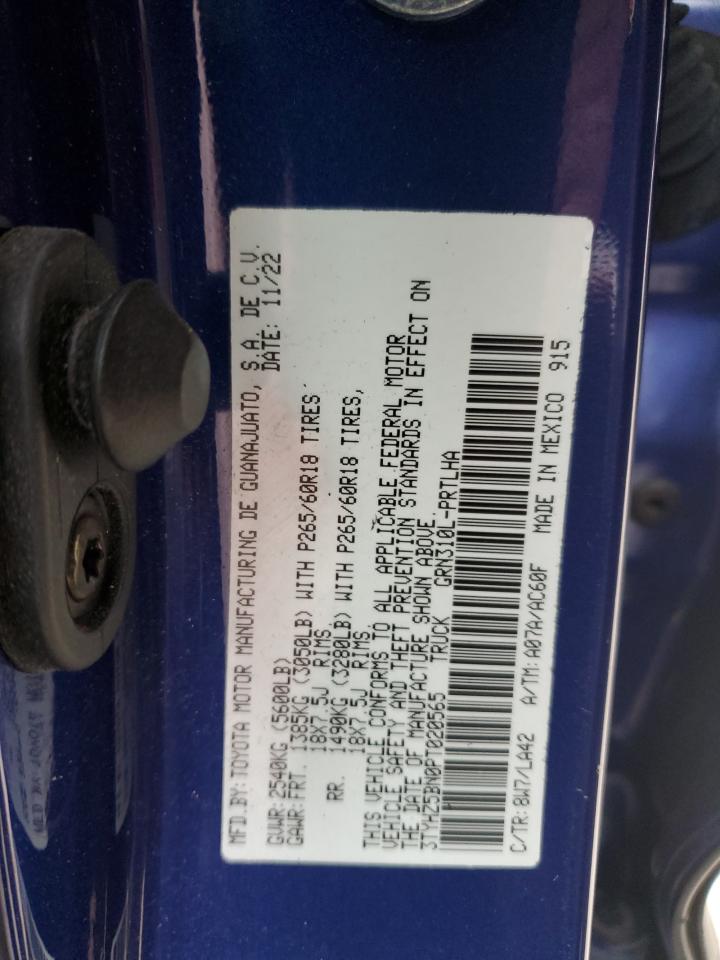 MFD.BY: TOYOTA MOTOR MANUFACTURING DE GUANAJUATO, S.A. DE C.V.
DATE: 11/22
GVWR: 2540KG (5600LB)
GAWR: FRT. 1385KG (3050LB) WITH P265/60R18 TIRES
18X7.5J RIMS
RR. 1490KG (3280LB) WITH P265/60R18 TIRES,
18X7.5J RIMS
THIS VEHICLE CONFORMS TO ALL APPLICABLE FEDERAL MOTOR
VEHICLE SAFETY AND THEFT PREVENTION STANDARDS IN EFFECT ON
THE DATE OF MANUFACTURE SHOWN ABOVE.
3TYHZ5BN0PT020565 TRUCK GRN310L-PRTLHA
C/TR: 8W7/LA42 A/TM: A07A/AC60F MADE IN MEXICO 915